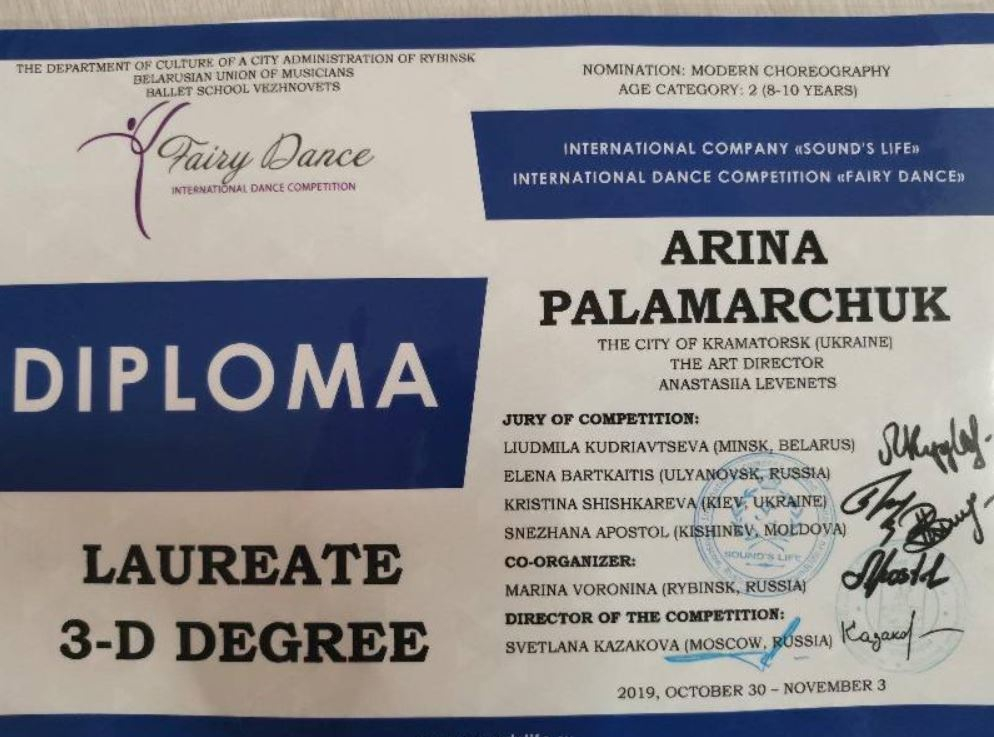 THE DEPARTMENT OF CULTURE OF A CITY ADMINISTRATION OF RYBINSK
BELARUSIAN UNION OF MUSICIANS
BALLET SCHOOL VEZHNOVETS
Fairy Dance
INTERNATIONAL DANCE COMPETITION
DIPLOMA
LAUREATE
3-D DEGREE
NOMINATION: MODERN CHOREOGRAPHY
AGE CATEGORY: 2 (8-10 YEARS)
INTERNATIONAL COMPANY «SOUND'S LIFE»
INTERNATIONAL DANCE COMPETITION «FAIRY DANCE»
ARINA
PALAMARCHUK
THE CITY OF KRAMATORSK (UKRAINE)
THE ART DIRECTOR
ANASTASIIA LEVENETS
JURY OF COMPETITION:
LIUDMILA KUDRIAVTSEVA (MINSK, BELARUS)
ELENA BARTKAITIS (ULYANOVSK, RUSSIA)
KRISTINA SHISHKAREVA (KIEV, UKRAINE)
SNEZHANA APOSTOL (KISHINEV, MOLDOVA)
SOUND'S LIFE
CO-ORGANIZER:
MARINA VORONINA (RYBINSK, RUSSIA)
DIRECTOR OF THE COMPETITION:
SVETLANA KAZAKOVA (MOSCOW, RUSSIA)
2019, OCTOBER 30 – NOVEMBER 3